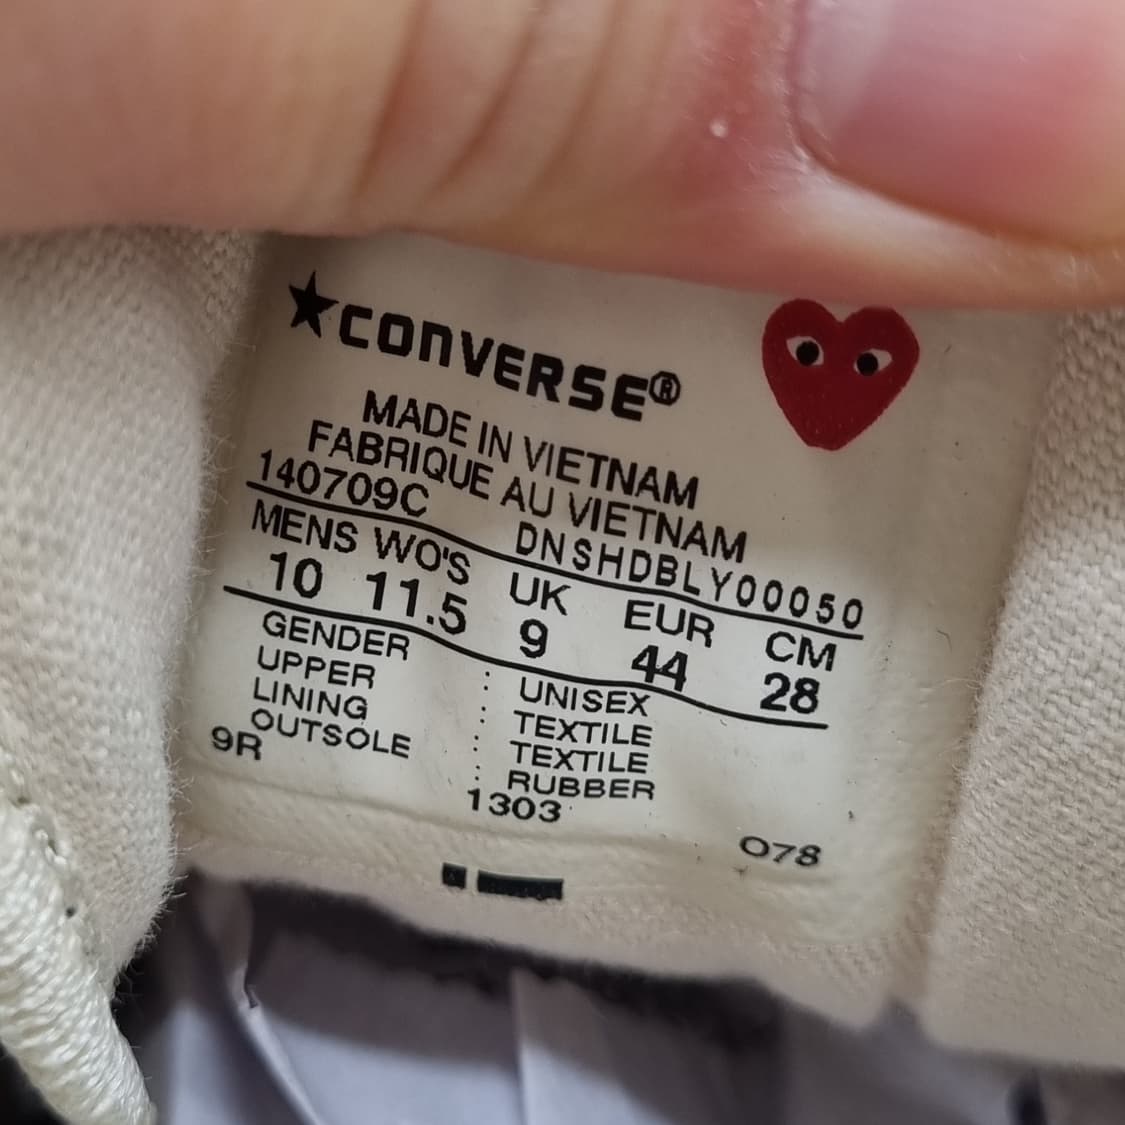 ★CONVERSE®
MADE IN VIETNAM
FABRIQUE AU VIETNAM
140709C DNSHDBLY00050
MENS WO'S UK EUR CM
10 11.5 9 44 28
GENDER : UNISEX
UPPER : TEXTILE
LINING : TEXTILE
OUTSOLE : RUBBER
9R 1303 O78